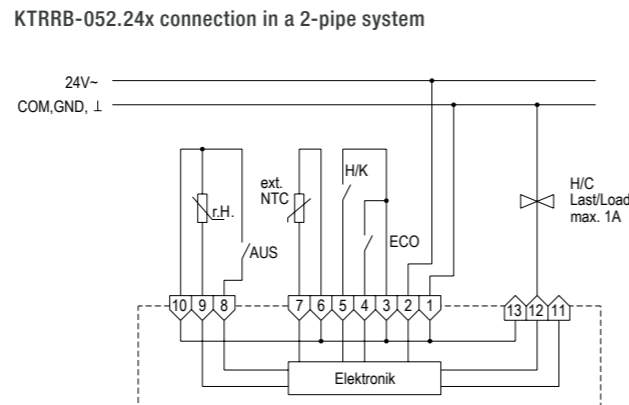 KTRRB-052.24x connection in a 2-pipe system
24V~
COM,GND, ⊥
H/K
ext.
NTC
r.H.
H/C
Last/Load
max. 1A
ECO
AUS
10 9 8 7 6 5 4 3 2 1 13 12 11
Elektronik